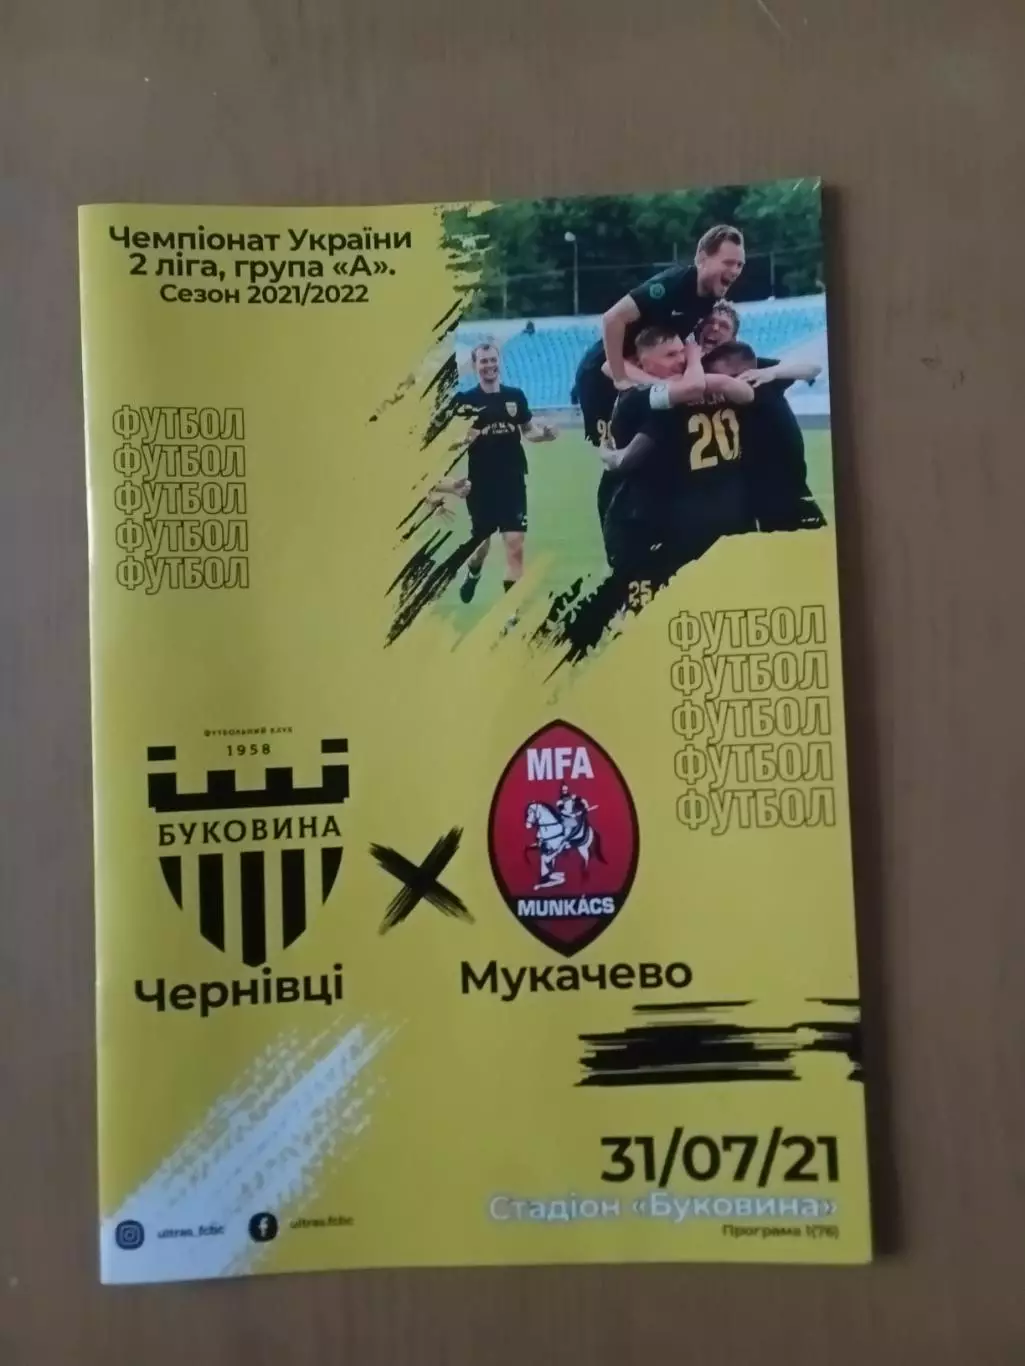 Чемпіонат України
2 ліга, група «А».
Сезон 2021/2022
ФУТБОЛ
ФУТБОЛ
ФУТБОЛ
ФУТБОЛ
ФУТБОЛ
20
25
ФУТБОЛ
ФУТБОЛ
ФУТБОЛ
ФУТБОЛ
ФУТБОЛ
ФУТБОЛЬНИЙ КЛУБ
1958
БУКОВИНА
Чернівці
MFA
MUNKÁCS
Мукачево
31/07/21
Стадіон «Буковина»
Програма 1(76)
ultras_fcbc
ultras.fcbc